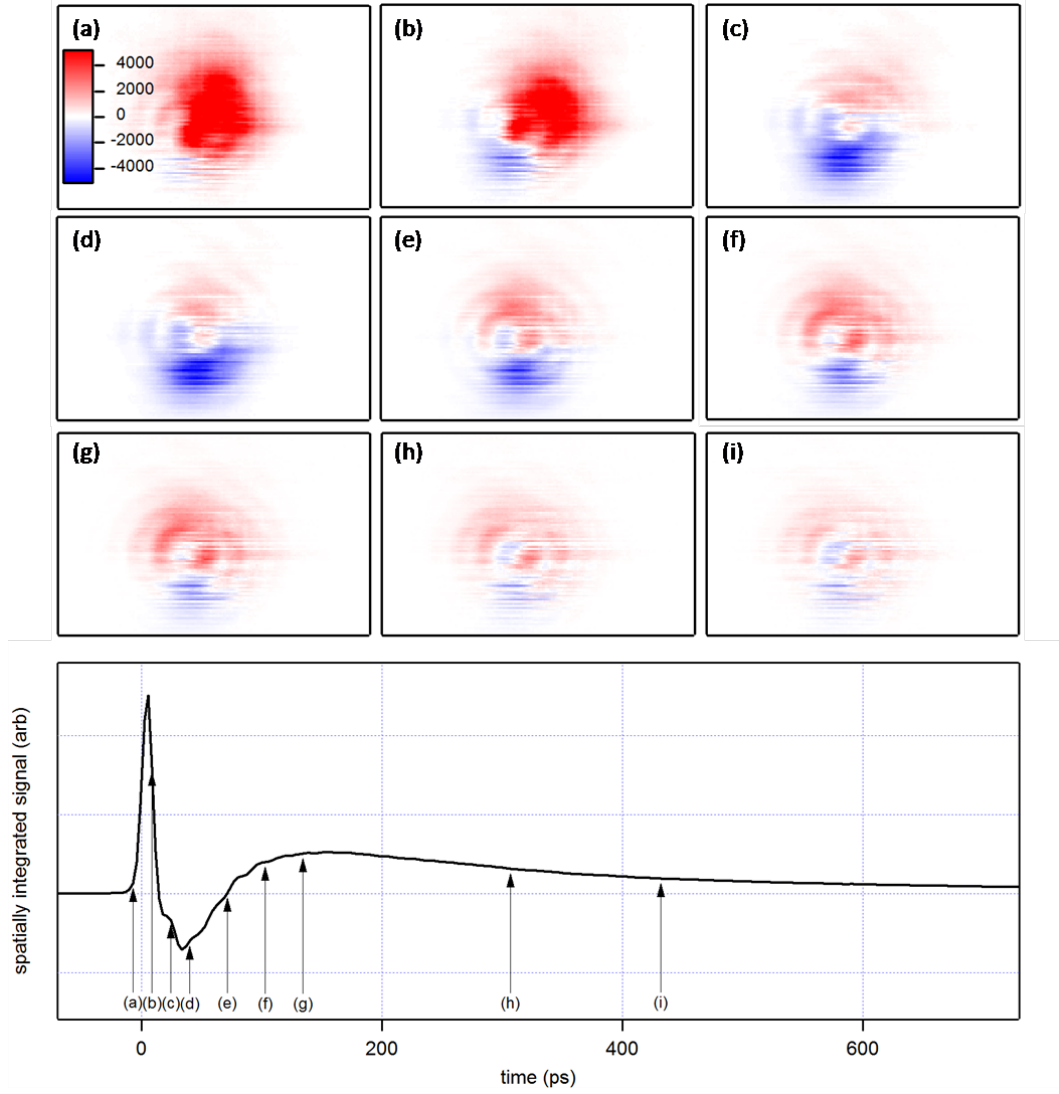 (a)
(b)
(c)
4000
2000
0
-2000
-4000
(d)
(e)
(f)
(g)
(h)
(i)
spatially integrated signal (arb)
(a)(b)(c)(d) (e) (f) (g) (h) (i)
0 200 400 600
time (ps)